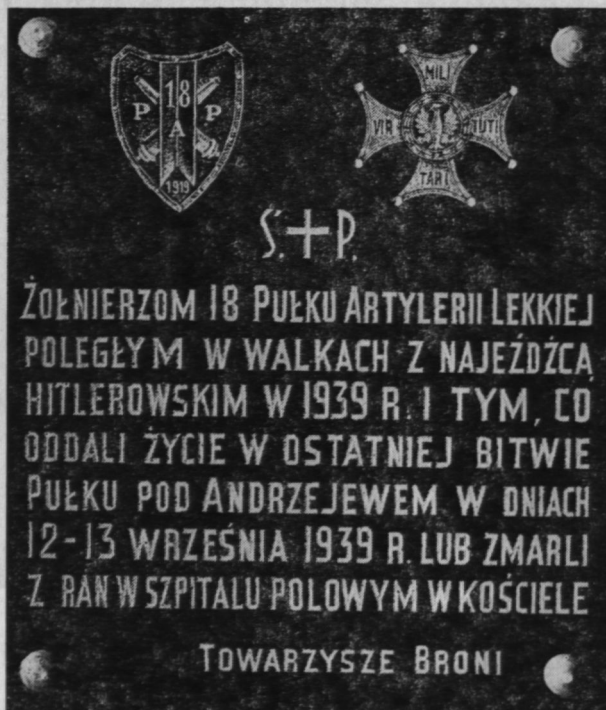 18
P A P
1919
MILI
VIR TUTI
TARI
Ś.+P.
ŻOŁNIERZOM 18 PUŁKU ARTYLERII LEKKIEJ
POLEGŁYM W WALKACH Z NAJEŹDŹCĄ
HITLEROWSKIM W 1939 R. I TYM, CO
ODDALI ŻYCIE W OSTATNIEJ BITWIE
PUŁKU POD ANDRZEJEWEM W DNIACH
12-13 WRZEŚNIA 1939 R. LUB ZMARLI
Z RAN W SZPITALU POLOWYM W KOŚCIELE
TOWARZYSZE BRONI